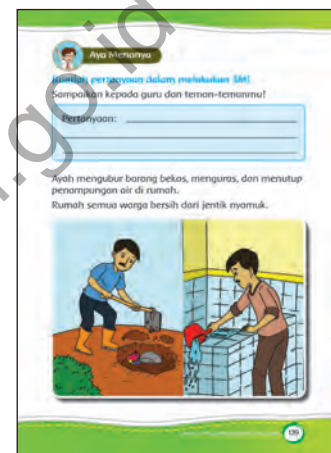 Ayo Menanya
Buatlah pertanyaan dalam melakukan 3M!
Sampaikan kepada guru dan teman-temanmu!
Pertanyaan:
Ayah mengubur barang bekas, menguras, dan menutup
penampungan air di rumah.
Rumah semua warga bersih dari jentik nyamuk.
139